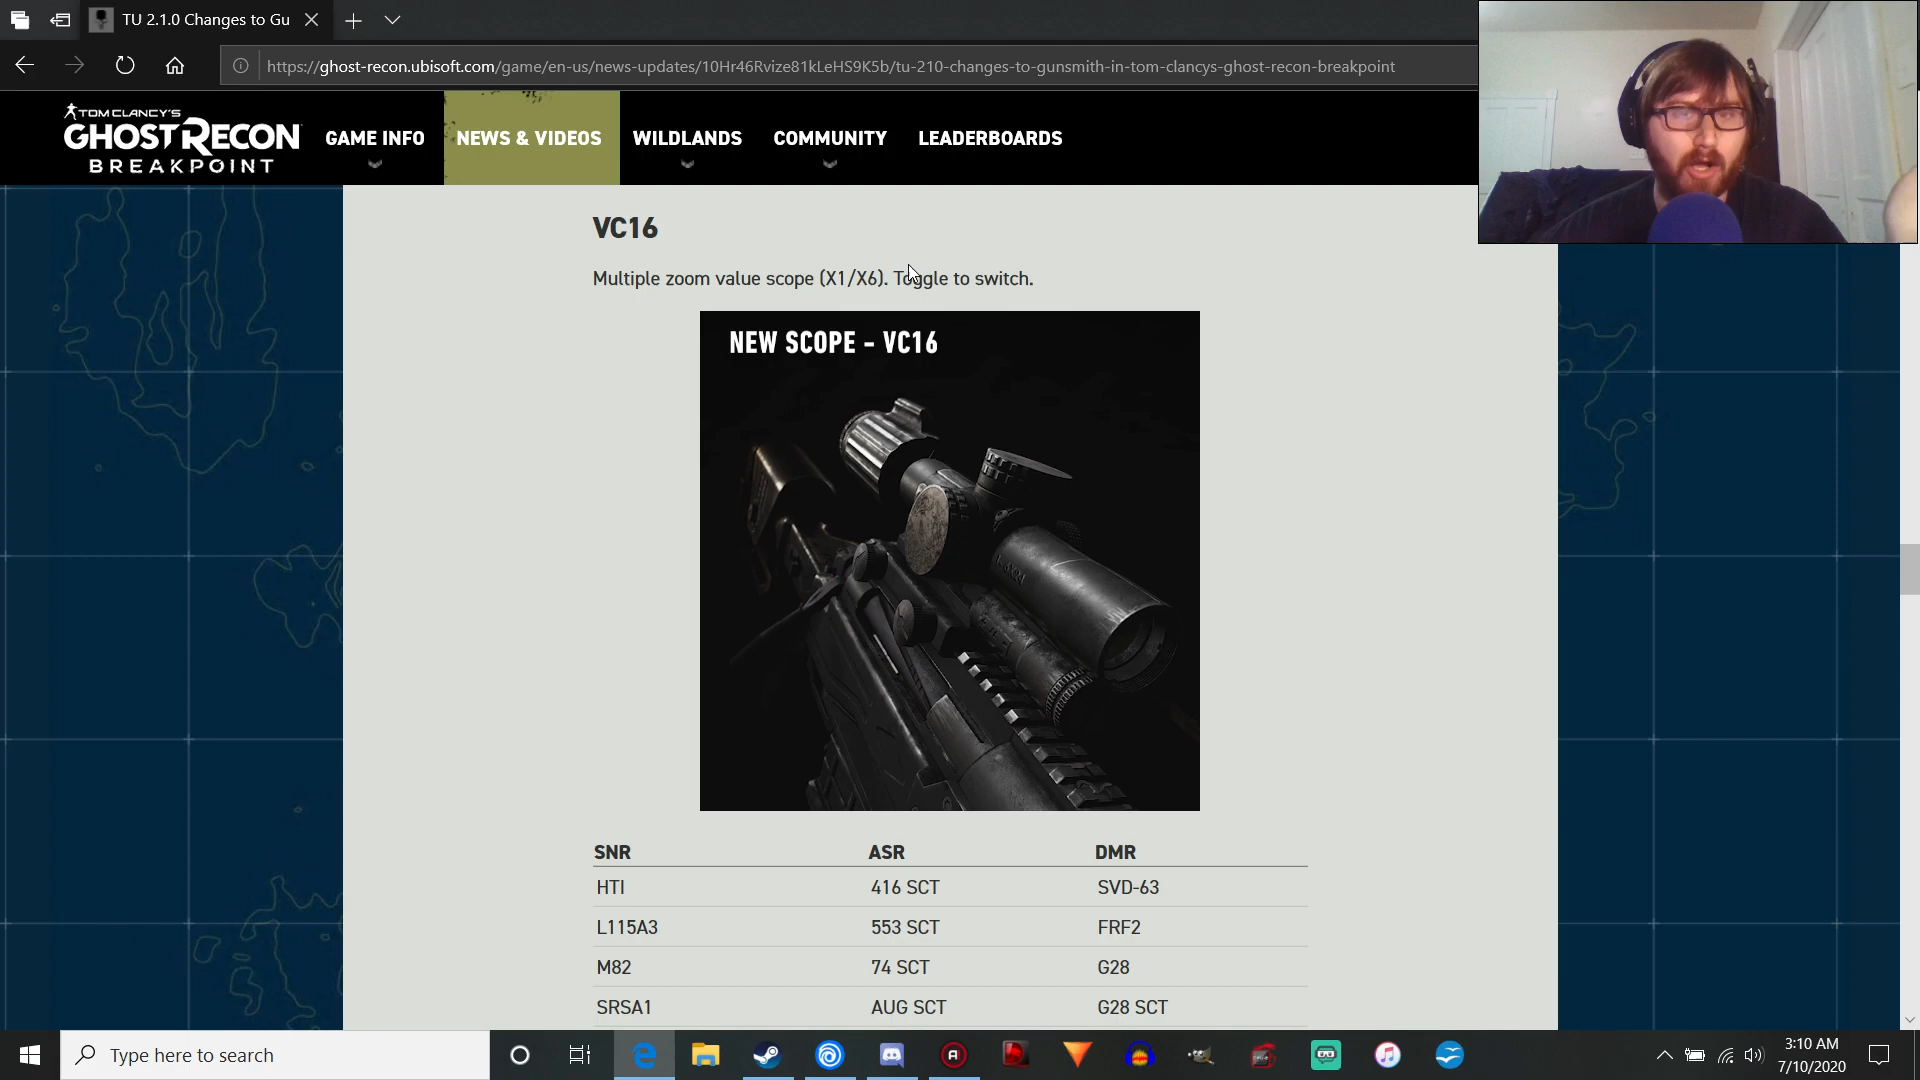 TU 2.1.0 Changes to Gu
https://ghost-recon.ubisoft.com/game/en-us/news-updates/10Hr46Rvize81kLeHS9K5b/tu-210-changes-to-gunsmith-in-tom-clancys-ghost-recon-breakpoint
TOM CLANCY'S
GHOST RECON
BREAKPOINT
GAME INFO
NEWS & VIDEOS
WILDLANDS
COMMUNITY
LEADERBOARDS
VC16
Multiple zoom value scope (X1/X6). Toggle to switch.
NEW SCOPE - VC16
SNR ASR DMR
HTI 416 SCT SVD-63
L115A3 553 SCT FRF2
M82 74 SCT G28
SRSA1 AUG SCT G28 SCT
Type here to search
3:10 AM
7/10/2020